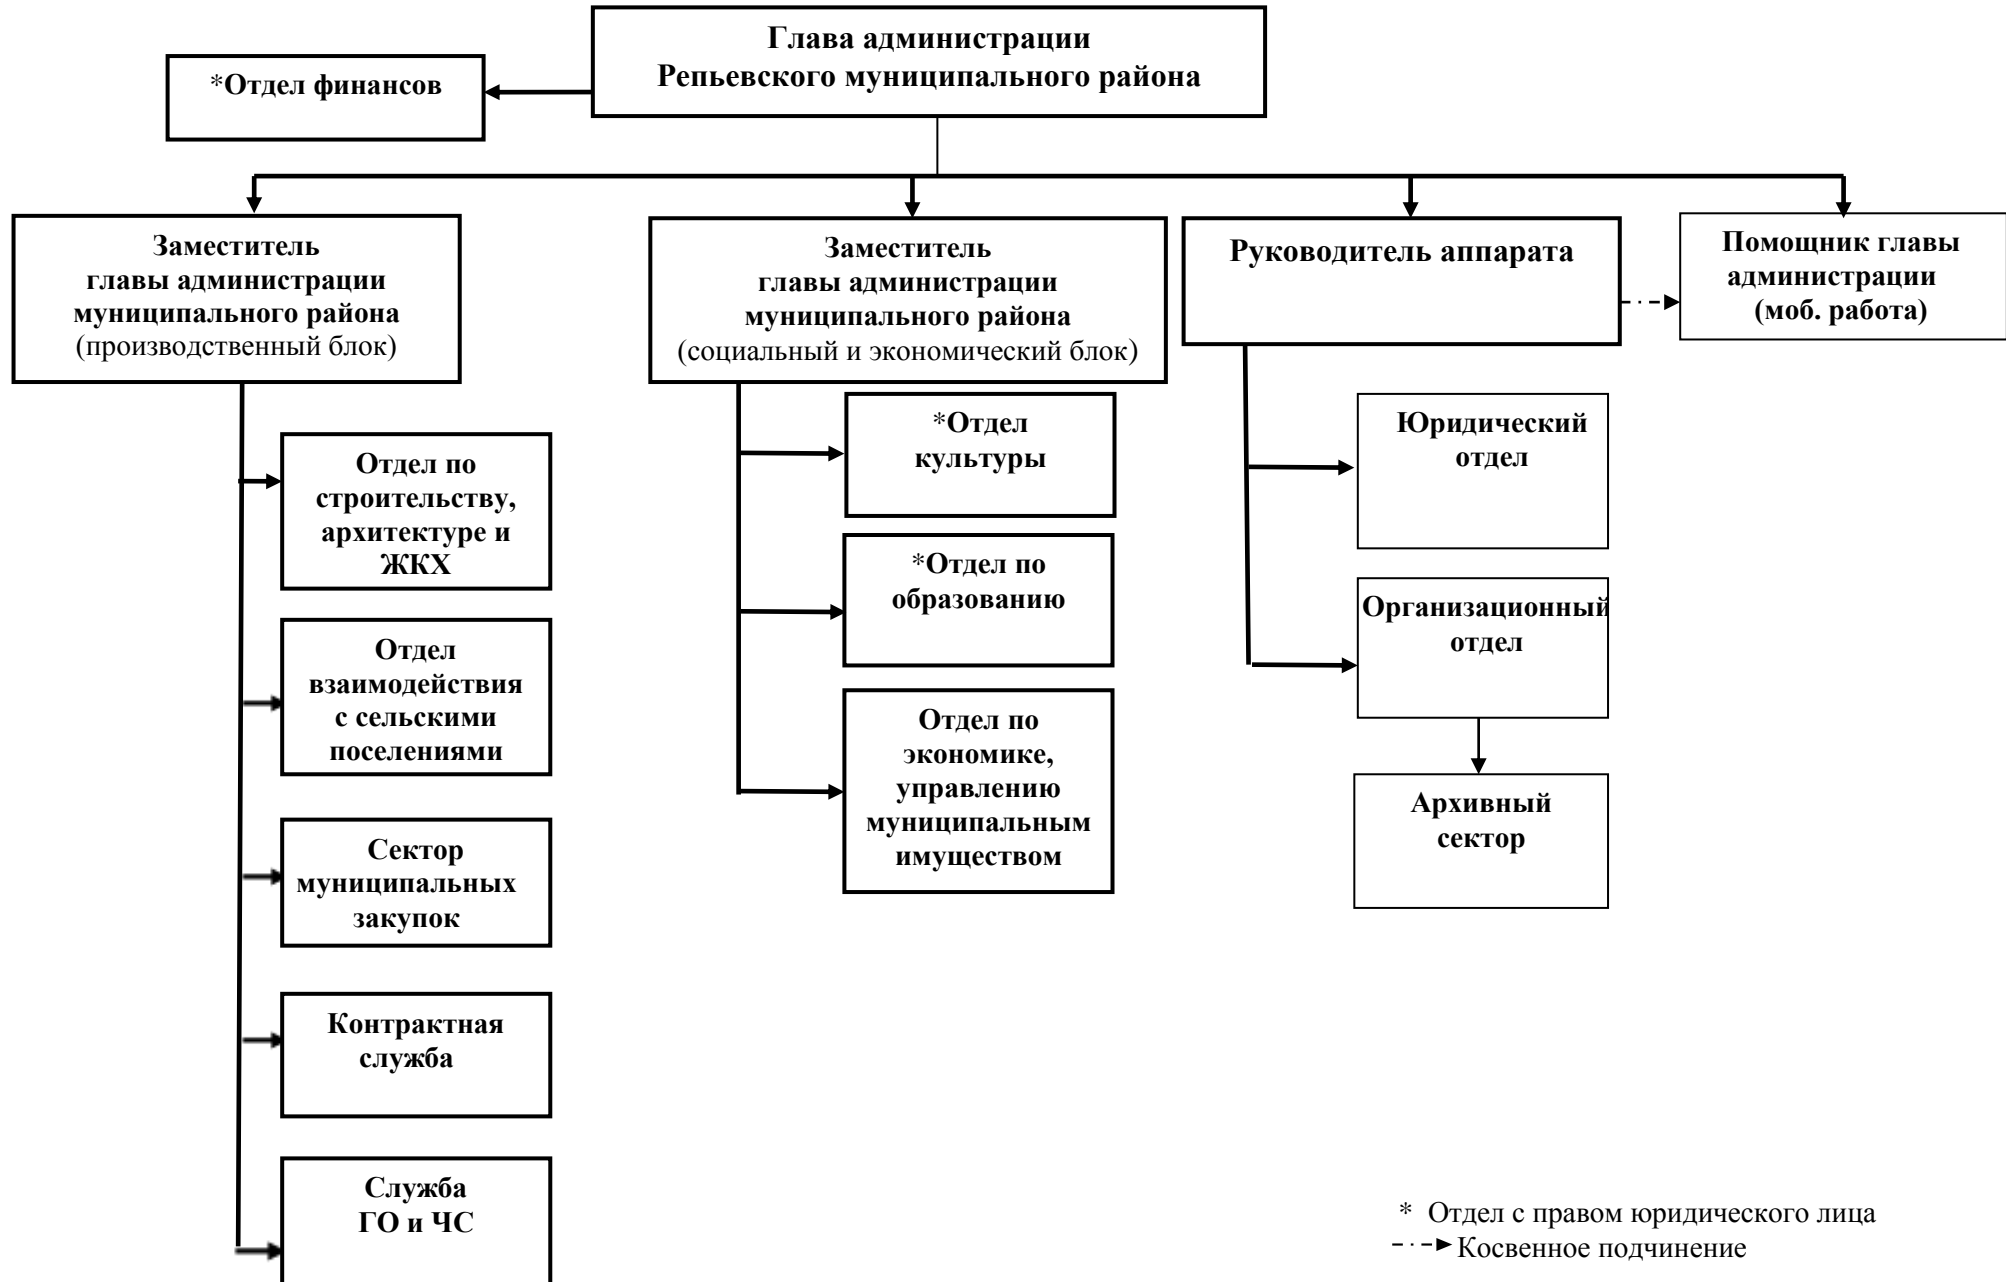 Глава администрации
Репьевского муниципального района
*Отдел финансов
Заместитель
главы администрации
муниципального района
(производственный блок)
Заместитель
главы администрации
муниципального района
(социальный и экономический блок)
Руководитель аппарата
Помощник главы
администрации
(моб. работа)
Отдел по
строительству,
архитектуре и
ЖКХ
Отдел
взаимодействия
с сельскими
поселениями
Сектор
муниципальных
закупок
Контрактная
служба
Служба
ГО и ЧС
*Отдел
культуры
*Отдел по
образованию
Отдел по
экономике,
управлению
муниципальным
имуществом
Юридический
отдел
Организационный
отдел
Архивный
сектор
* Отдел с правом юридического лица
Косвенное подчинение